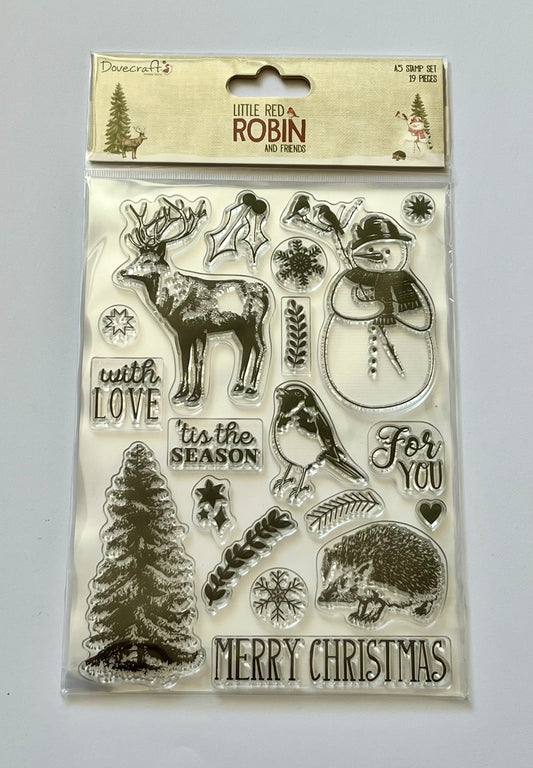 Dovecraft
A5 STAMP SET
19 PIECES
LITTLE RED
ROBIN
AND FRIENDS
with
LOVE
'tis the
SEASON
For
YOU
MERRY CHRISTMAS